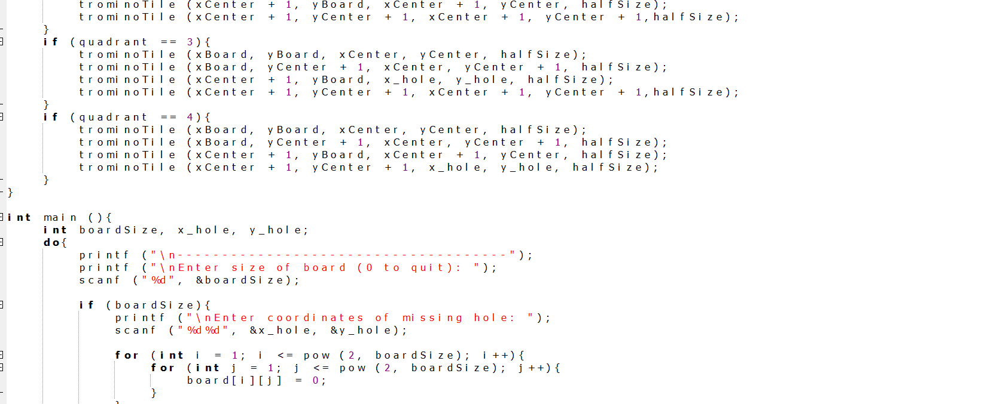 trominoTile (xCenter + 1, yBoard, xCenter + 1, yCenter, halfSize);
trominoTile (xCenter + 1, yCenter + 1, xCenter + 1, yCenter + 1,halfSize);
}
if (quadrant == 3){
trominoTile (xBoard, yBoard, xCenter, yCenter, halfSize);
trominoTile (xBoard, yCenter + 1, xCenter, yCenter + 1, halfSize);
trominoTile (xCenter + 1, yBoard, x_hole, y_hole, halfSize);
trominoTile (xCenter + 1, yCenter + 1, xCenter + 1, yCenter + 1,halfSize);
}
if (quadrant == 4){
trominoTile (xBoard, yBoard, xCenter, yCenter, halfSize);
trominoTile (xBoard, yCenter + 1, xCenter, yCenter + 1, halfSize);
trominoTile (xCenter + 1, yBoard, xCenter + 1, yCenter, halfSize);
trominoTile (xCenter + 1, yCenter + 1, x_hole, y_hole, halfSize);
}
}
int main (){
int boardSize, x_hole, y_hole;
do{
printf ("\n-------------------------------------");
printf ("\nEnter size of board (0 to quit): ");
scanf ("%d", &boardSize);
if (boardSize){
printf ("\nEnter coordinates of missing hole: ");
scanf ("%d%d", &x_hole, &y_hole);
for (int i = 1; i <= pow (2, boardSize); i++){
for (int j = 1; j <= pow (2, boardSize); j++){
board[i][j] = 0;
}